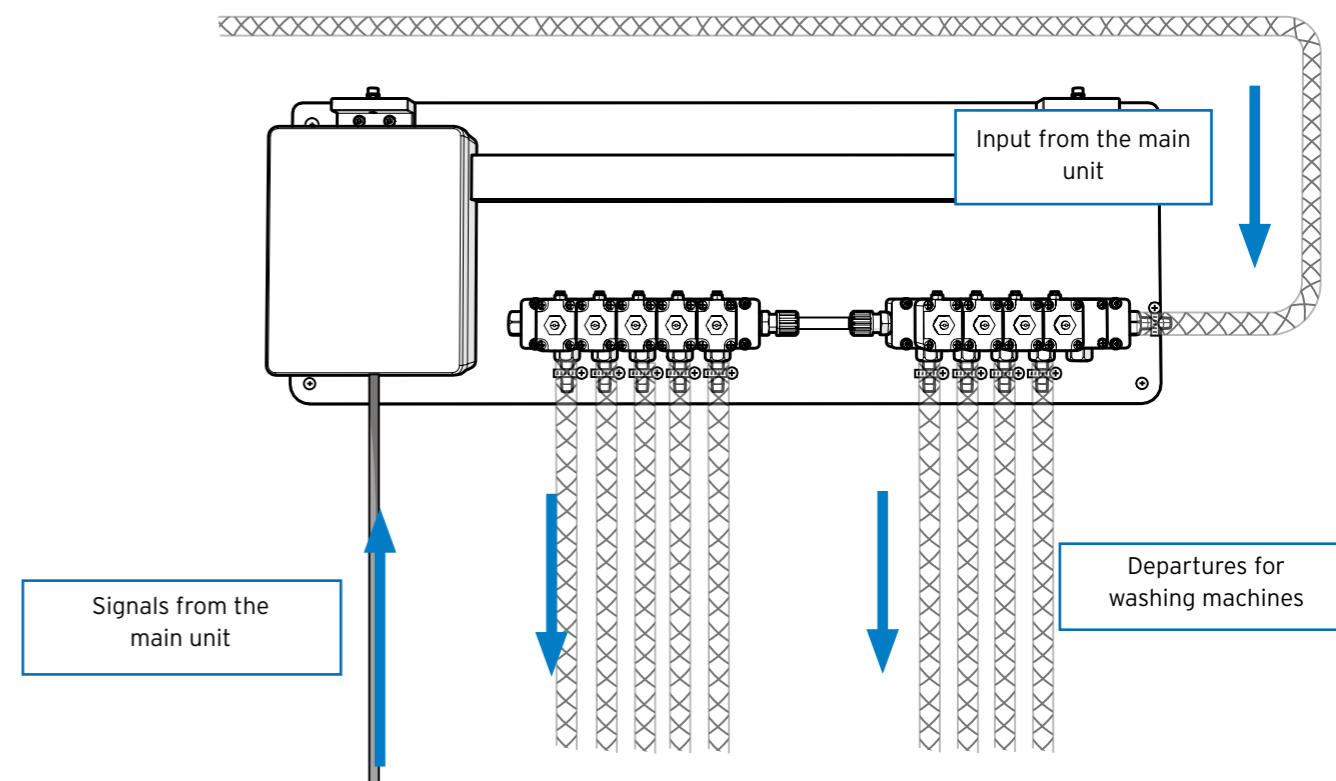 Input from the main
unit
Departures for
washing machines
Signals from the
main unit